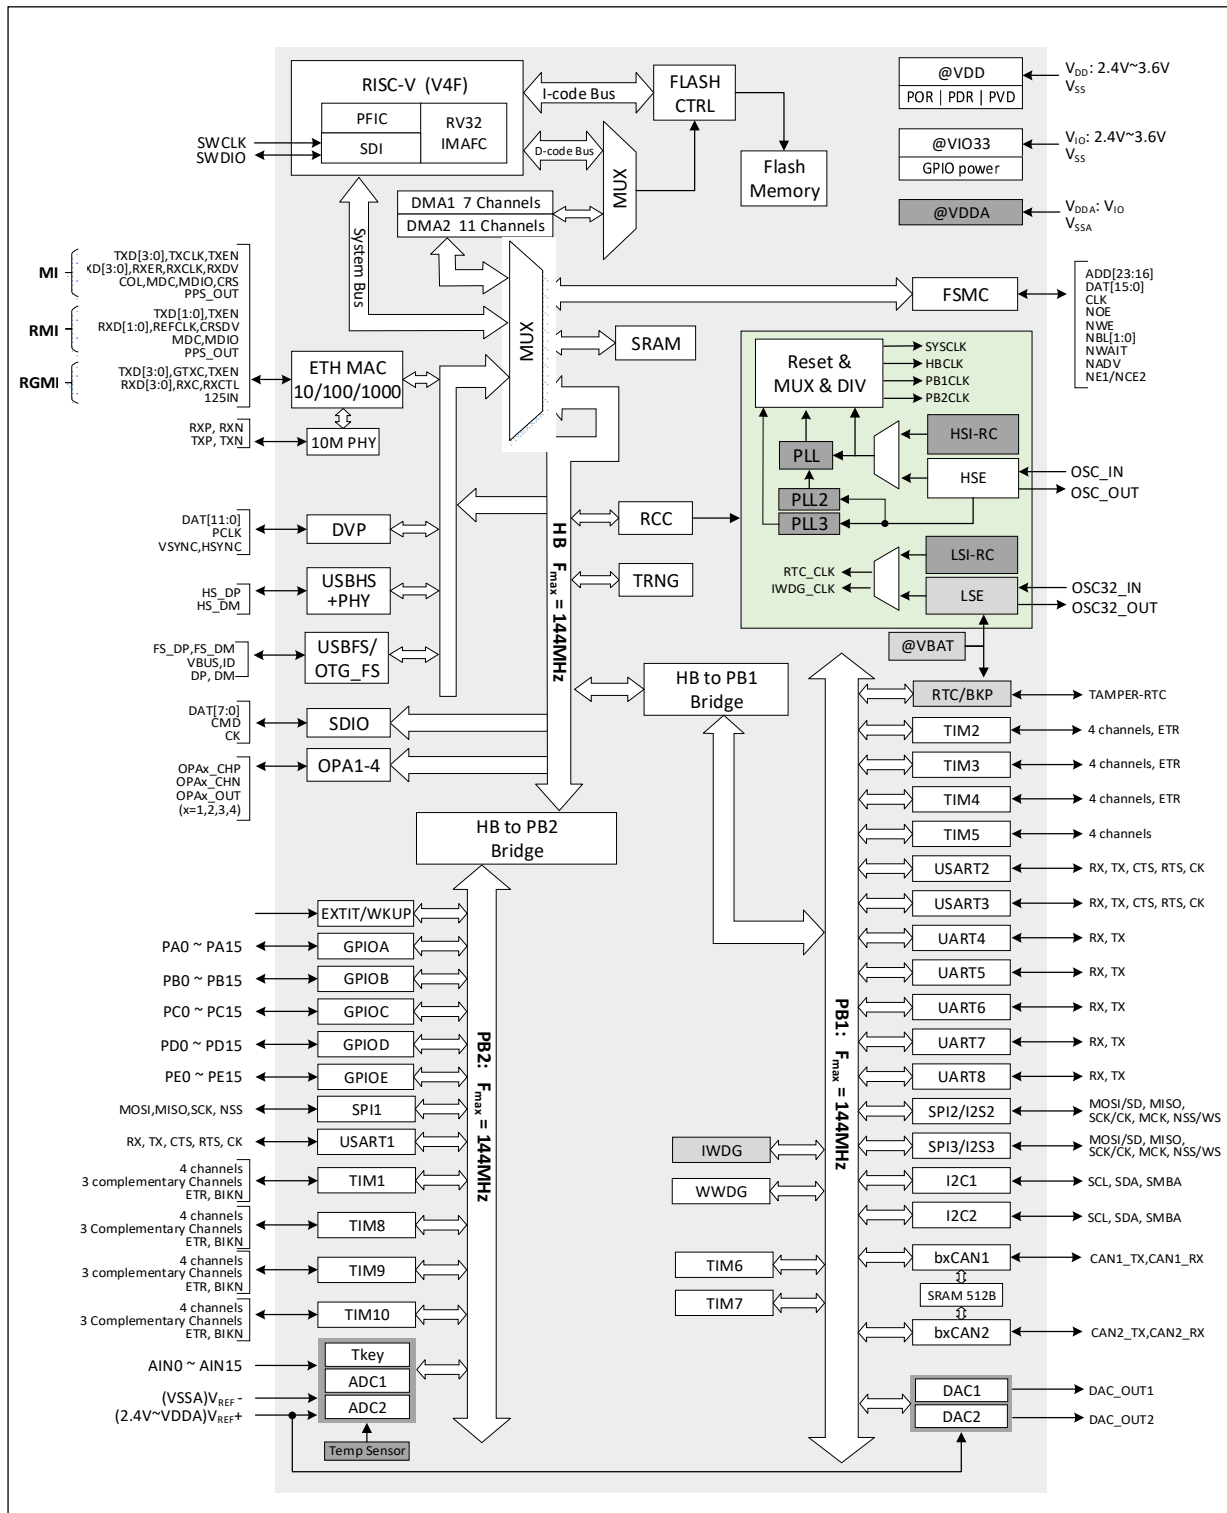 RISC-V (V4F)
PFIC
SDI
RV32
IMAFC
SWCLK
SWDIO
I-code Bus
D-code Bus
FLASH
CTRL
Flash
Memory
MUX
@VDD
POR | PDR | PVD
VDD: 2.4V~3.6V
VSS
@VIO33
GPIO power
VIO: 2.4V~3.6V
VSS
@VDDA
VDDA: VIO
VSSA
DMA1 7 Channels
DMA2 11 Channels
System Bus
MUX
MI
TXD[3:0],TXCLK,TXEN
XD[3:0],RXER,RXCLK,RXDV
COL,MDC,MDIO,CRS
PPS_OUT
RMI
TXD[1:0],TXEN
RXD[1:0],REFCLK,CRSDV
MDC,MDIO
PPS_OUT
RGMI
TXD[3:0],GTXC,TXEN
RXD[3:0],RXC,RXCTL
125IN
ETH MAC
10/100/1000
RXP, RXN
TXP, TXN
10M PHY
FSMC
ADD[23:16]
DAT[15:0]
CLK
NOE
NWE
NBL[1:0]
NWAIT
NADV
NE1/NCE2
SRAM
Reset &
MUX & DIV
SYSCLK
HBCLK
PB1CLK
PB2CLK
HSI-RC
PLL
HSE
OSC_IN
OSC_OUT
PLL2
PLL3
LSI-RC
RTC_CLK
IWDG_CLK
LSE
OSC32_IN
OSC32_OUT
@VBAT
RCC
TRNG
HB Fmax = 144MHz
DAT[11:0]
PCLK
VSYNC,HSYNC
DVP
HS_DP
HS_DM
USBHS
+PHY
FS_DP,FS_DM
VBUS,ID
DP, DM
USBFS/
OTG_FS
DAT[7:0]
CMD
CK
SDIO
OPAx_CHP
OPAx_CHN
OPAx_OUT
(x=1,2,3,4)
OPA1-4
HB to PB1
Bridge
HB to PB2
Bridge
EXTIT/WKUP
PA0 ~ PA15
GPIOA
PB0 ~ PB15
GPIOB
PC0 ~ PC15
GPIOC
PD0 ~ PD15
GPIOD
PE0 ~ PE15
GPIOE
MOSI,MISO,SCK, NSS
SPI1
RX, TX, CTS, RTS, CK
USART1
4 channels
3 complementary Channels
ETR, BIKN
TIM1
4 channels
3 Complementary Channels
ETR, BIKN
TIM8
4 channels
3 complementary Channels
ETR, BIKN
TIM9
4 channels
3 Complementary Channels
ETR, BIKN
TIM10
AIN0 ~ AIN15
Tkey
ADC1
ADC2
(VSSA)VREF -
(2.4V~VDDA)VREF+
Temp Sensor
PB2: Fmax = 144MHz
IWDG
WWDG
TIM6
TIM7
PB1: Fmax = 144MHz
RTC/BKP
TAMPER-RTC
TIM2
4 channels, ETR
TIM3
4 channels, ETR
TIM4
4 channels, ETR
TIM5
4 channels
USART2
RX, TX, CTS, RTS, CK
USART3
RX, TX, CTS, RTS, CK
UART4
RX, TX
UART5
RX, TX
UART6
RX, TX
UART7
RX, TX
UART8
RX, TX
SPI2/I2S2
MOSI/SD, MISO,
SCK/CK, MCK, NSS/WS
SPI3/I2S3
MOSI/SD, MISO,
SCK/CK, MCK, NSS/WS
I2C1
SCL, SDA, SMBA
I2C2
SCL, SDA, SMBA
bxCAN1
CAN1_TX,CAN1_RX
SRAM 512B
bxCAN2
CAN2_TX,CAN2_RX
DAC1
DAC_OUT1
DAC2
DAC_OUT2